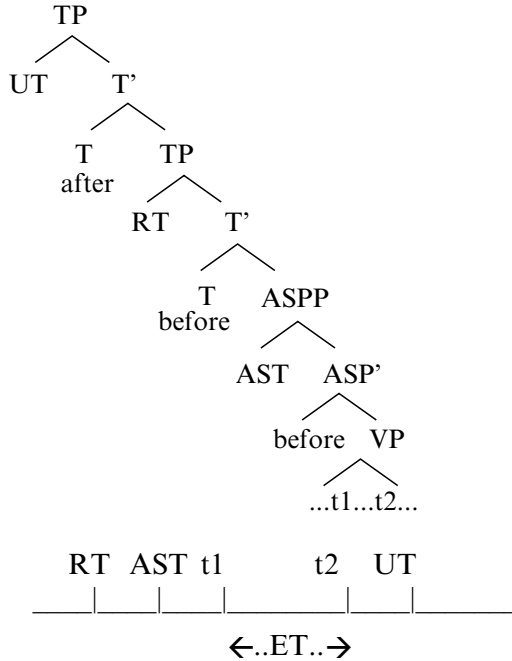 TP
UT T’
T TP
after
RT T’
T ASPP
before
AST ASP’
before VP
...t1...t2...
RT AST t1 t2 UT
←..ET..→